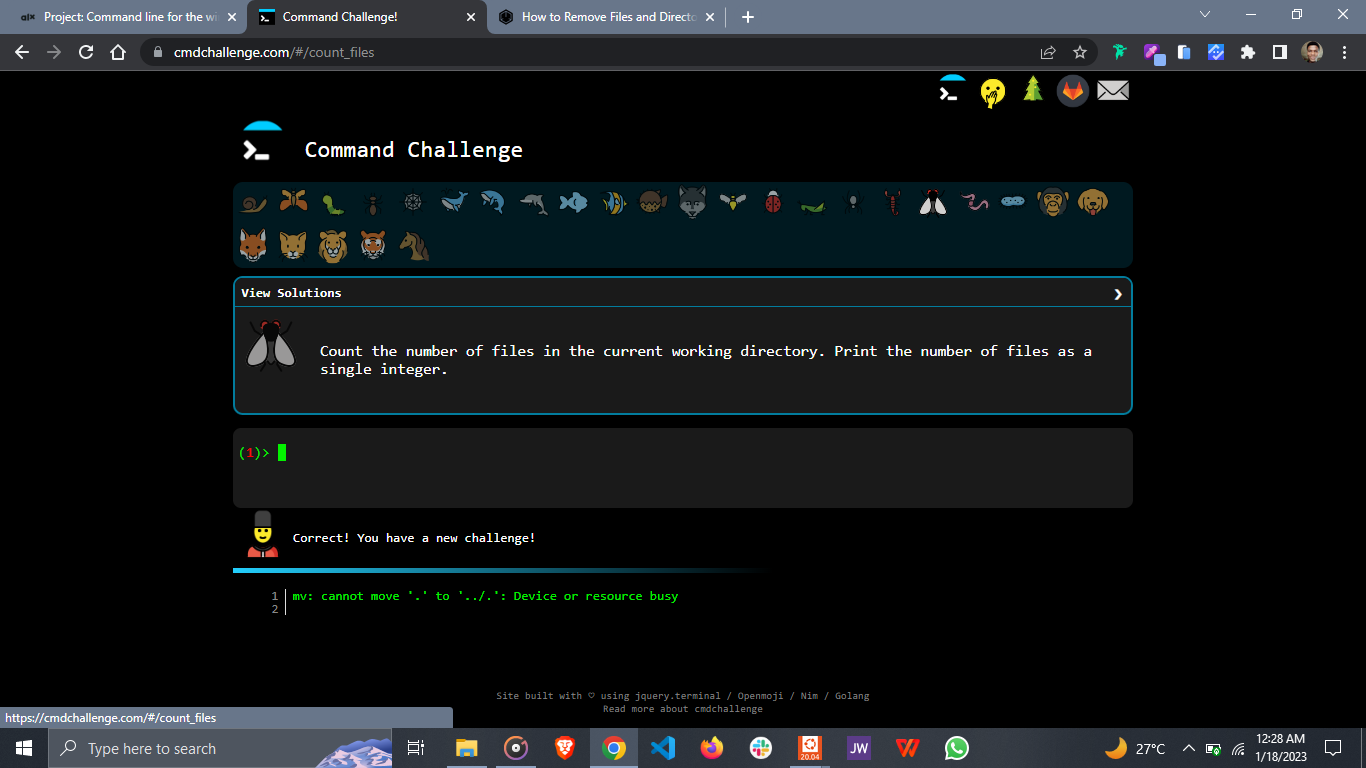 alx Project: Command line for the wi
Command Challenge!
How to Remove Files and Directo
cmdchallenge.com/#/count_files
Command Challenge
View Solutions
Count the number of files in the current working directory. Print the number of files as a
single integer.
(1)>
Correct! You have a new challenge!
1 mv: cannot move '.' to '../.': Device or resource busy
2
Site built with ♡ using jquery.terminal / Openmoji / Nim / Golang
Read more about cmdchallenge
https://cmdchallenge.com/#/count_files
Type here to search
20.04
JW
27°C
12:28 AM
1/18/2023